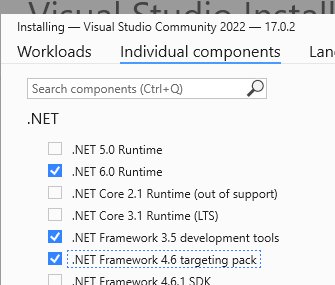 Visual Studio Install
Installing — Visual Studio Community 2022 — 17.0.2
Workloads Individual components Lan
Search components (Ctrl+Q)
.NET
.NET 5.0 Runtime
.NET 6.0 Runtime
.NET Core 2.1 Runtime (out of support)
.NET Core 3.1 Runtime (LTS)
.NET Framework 3.5 development tools
.NET Framework 4.6 targeting pack
.NET Framework 4.6.1 SDK